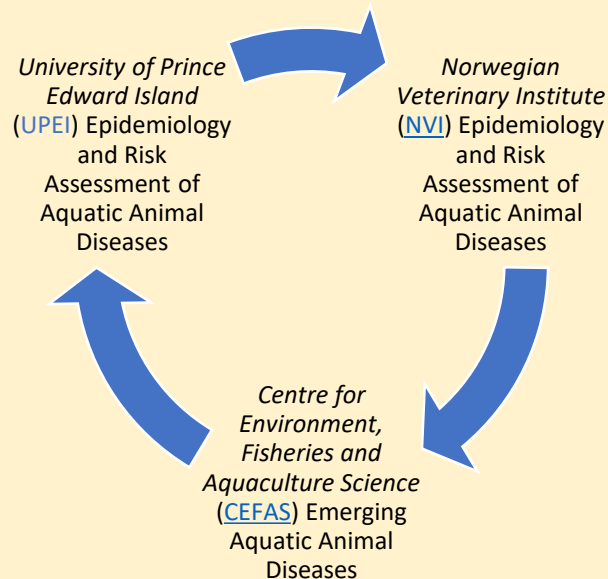 University of Prince
Edward Island
(UPEI) Epidemiology
and Risk
Assessment of
Aquatic Animal
Diseases
Norwegian
Veterinary Institute
(NVI) Epidemiology
and Risk
Assessment of
Aquatic Animal
Diseases
Centre for
Environment,
Fisheries and
Aquaculture Science
(CEFAS) Emerging
Aquatic Animal
Diseases